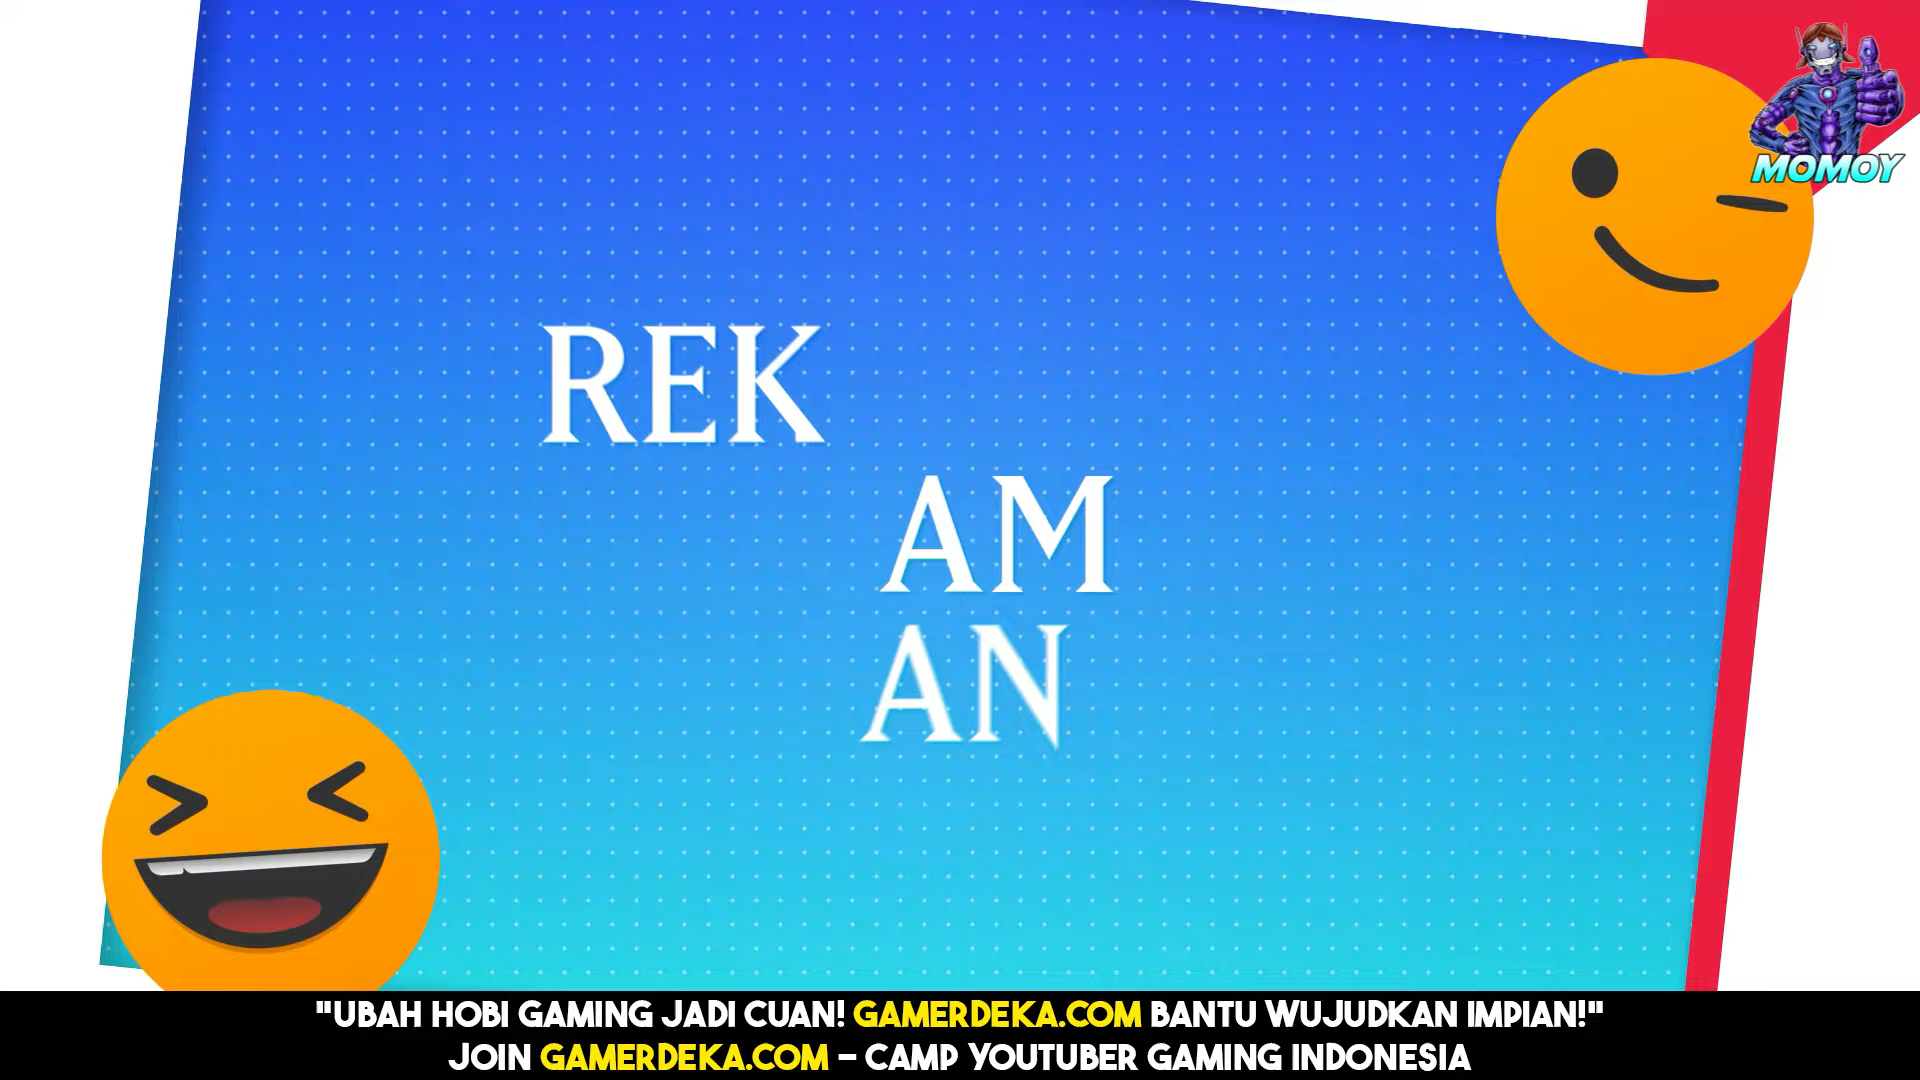 MOMOY
REK
AM
AN
"UBAH HOBI GAMING JADI CUAN! GAMERDEKA.COM BANTU WUJUDKAN IMPIAN!"
JOIN GAMERDEKA.COM – CAMP YOUTUBER GAMING INDONESIA